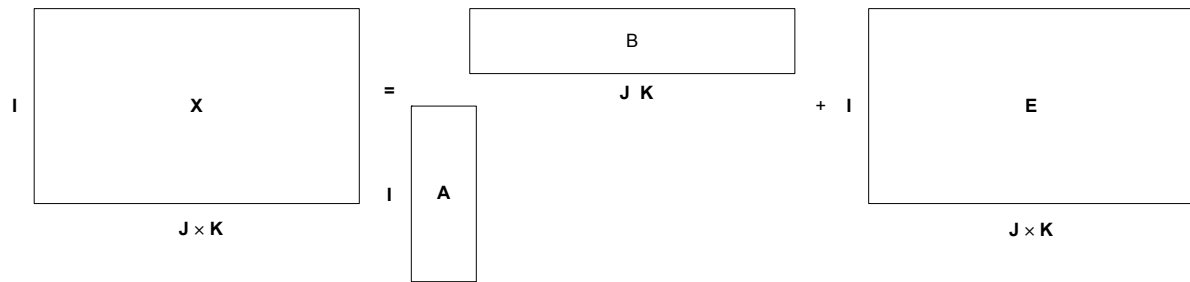 B
I X = J K + I E
I A
J × K J × K